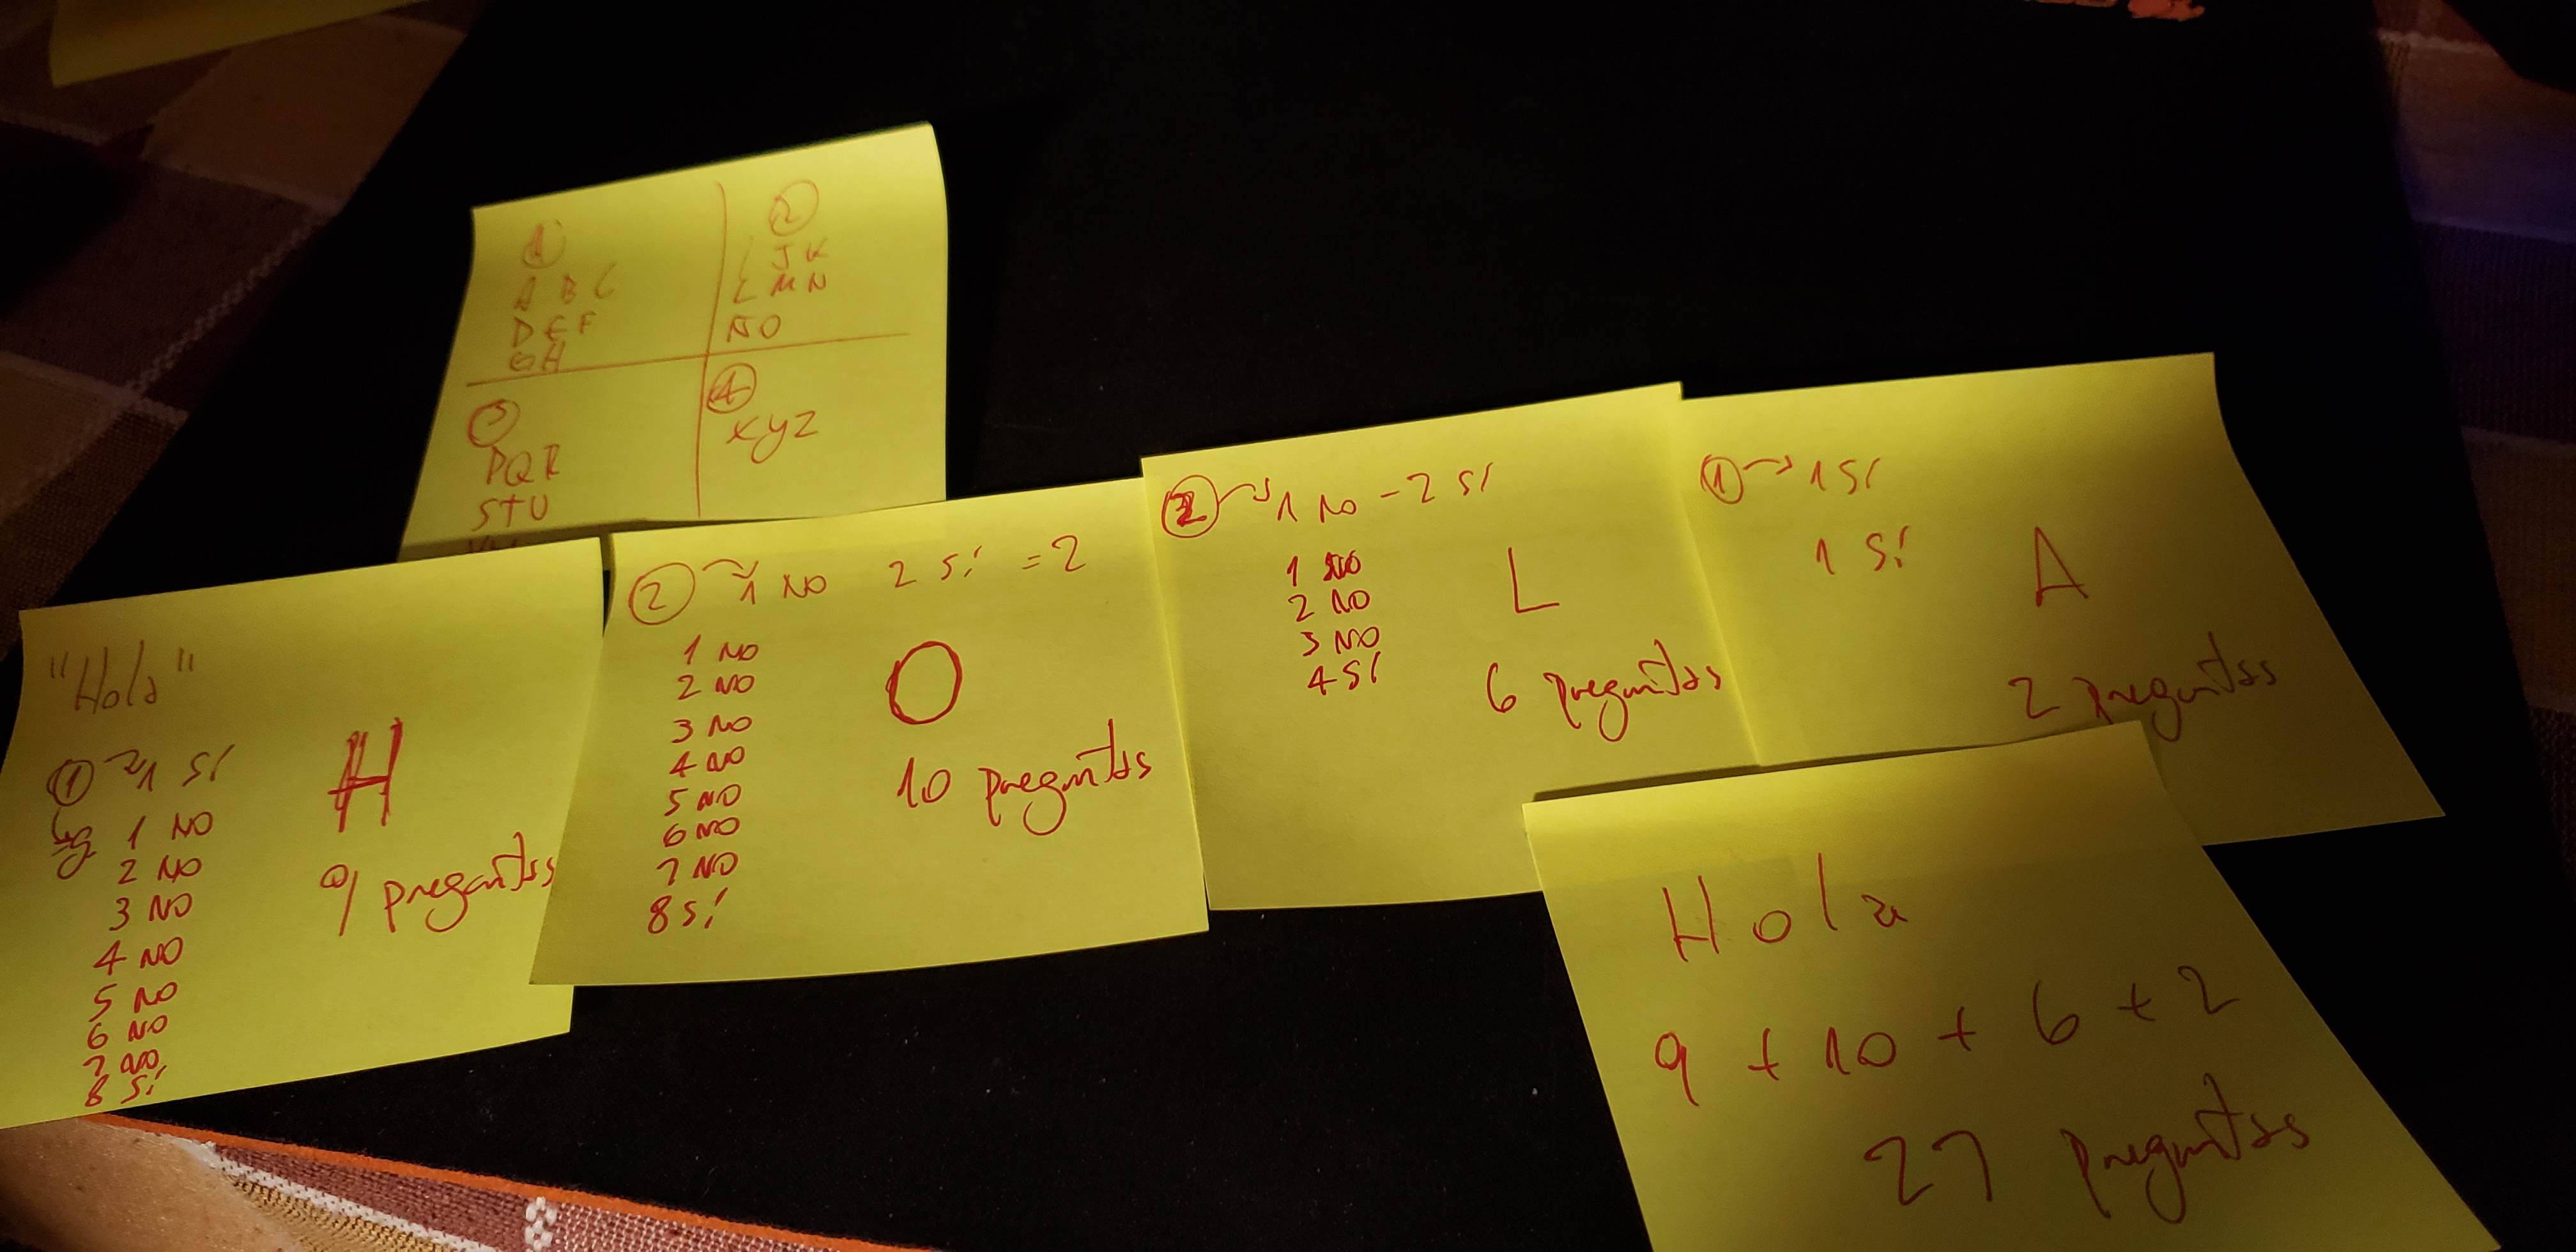 1
A B C
D E F
G H
2
I J K
L M N
Ñ O
3
P Q R
S T U
4
X Y Z
"Hola"
1 → 1 SÍ
1 NO
2 NO
3 NO
4 NO
5 NO
6 NO
7 NO
8 SÍ
H
9 preguntas
2 → 1 NO 2 SÍ = 2
1 NO
2 NO
3 NO
4 NO
5 NO
6 NO
7 NO
8 SÍ
O
10 preguntas
2 → 1 NO - 2 SÍ
1 NO
2 NO
3 NO
4 SÍ
L
6 preguntas
1 → 1 SÍ
1 SÍ
A
2 preguntas
Hola
9 + 10 + 6 + 2
27 preguntas